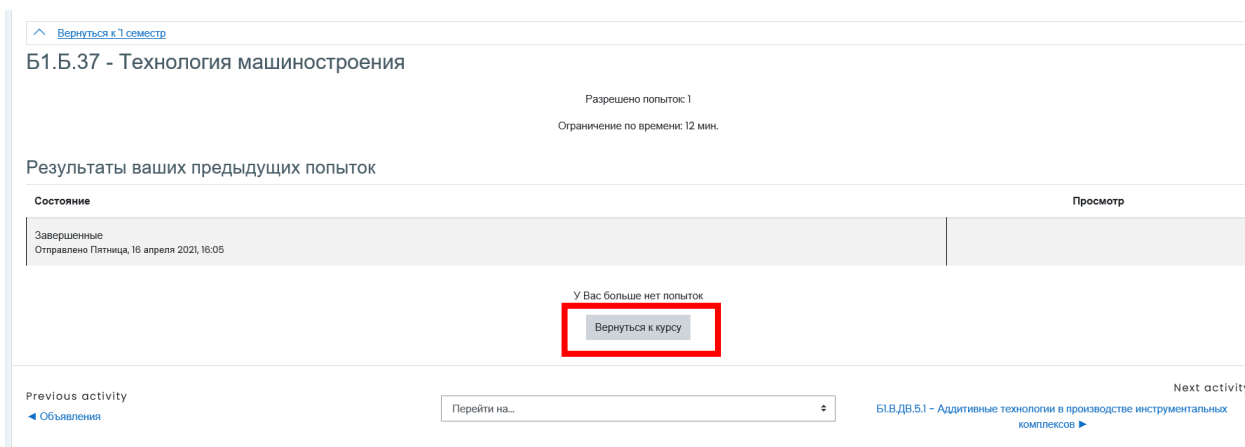 Вернуться к '1 семестр
Б1.Б.37 - Технология машиностроения
Разрешено попыток: 1
Ограничение по времени: 12 мин.
Результаты ваших предыдущих попыток
Состояние Просмотр
Завершенные
Отправлено Пятница, 16 апреля 2021, 16:05
У Вас больше нет попыток
Вернуться к курсу
Previous activity
◄ Объявления
Перейти на...
Next activity
Б1.В.ДВ.5.1 - Аддитивные технологии в производстве инструментальных
комплексов ►